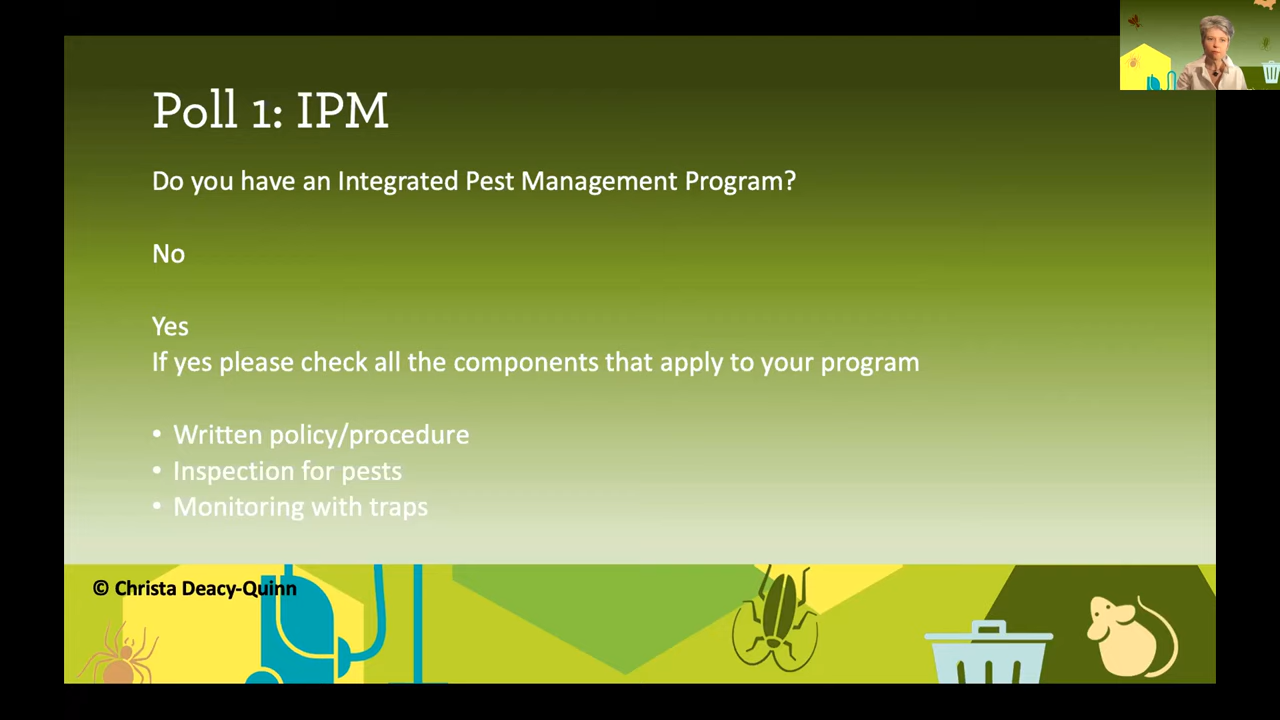 Poll 1: IPM
Do you have an Integrated Pest Management Program?
No
Yes
If yes please check all the components that apply to your program
• Written policy/procedure
• Inspection for pests
• Monitoring with traps
© Christa Deacy-Quinn